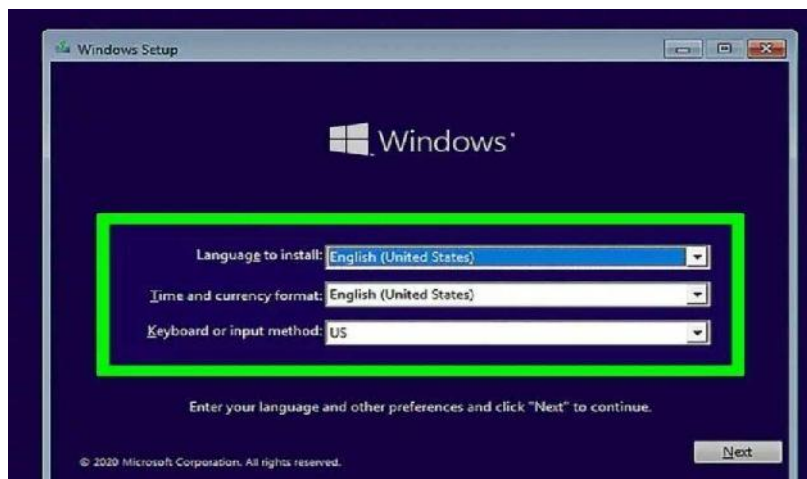 Windows Setup
Windows
Language to install: English (United States)
Time and currency format: English (United States)
Keyboard or input method: US
Enter your language and other preferences and click "Next" to continue.
Next
© 2020 Microsoft Corporation. All rights reserved.